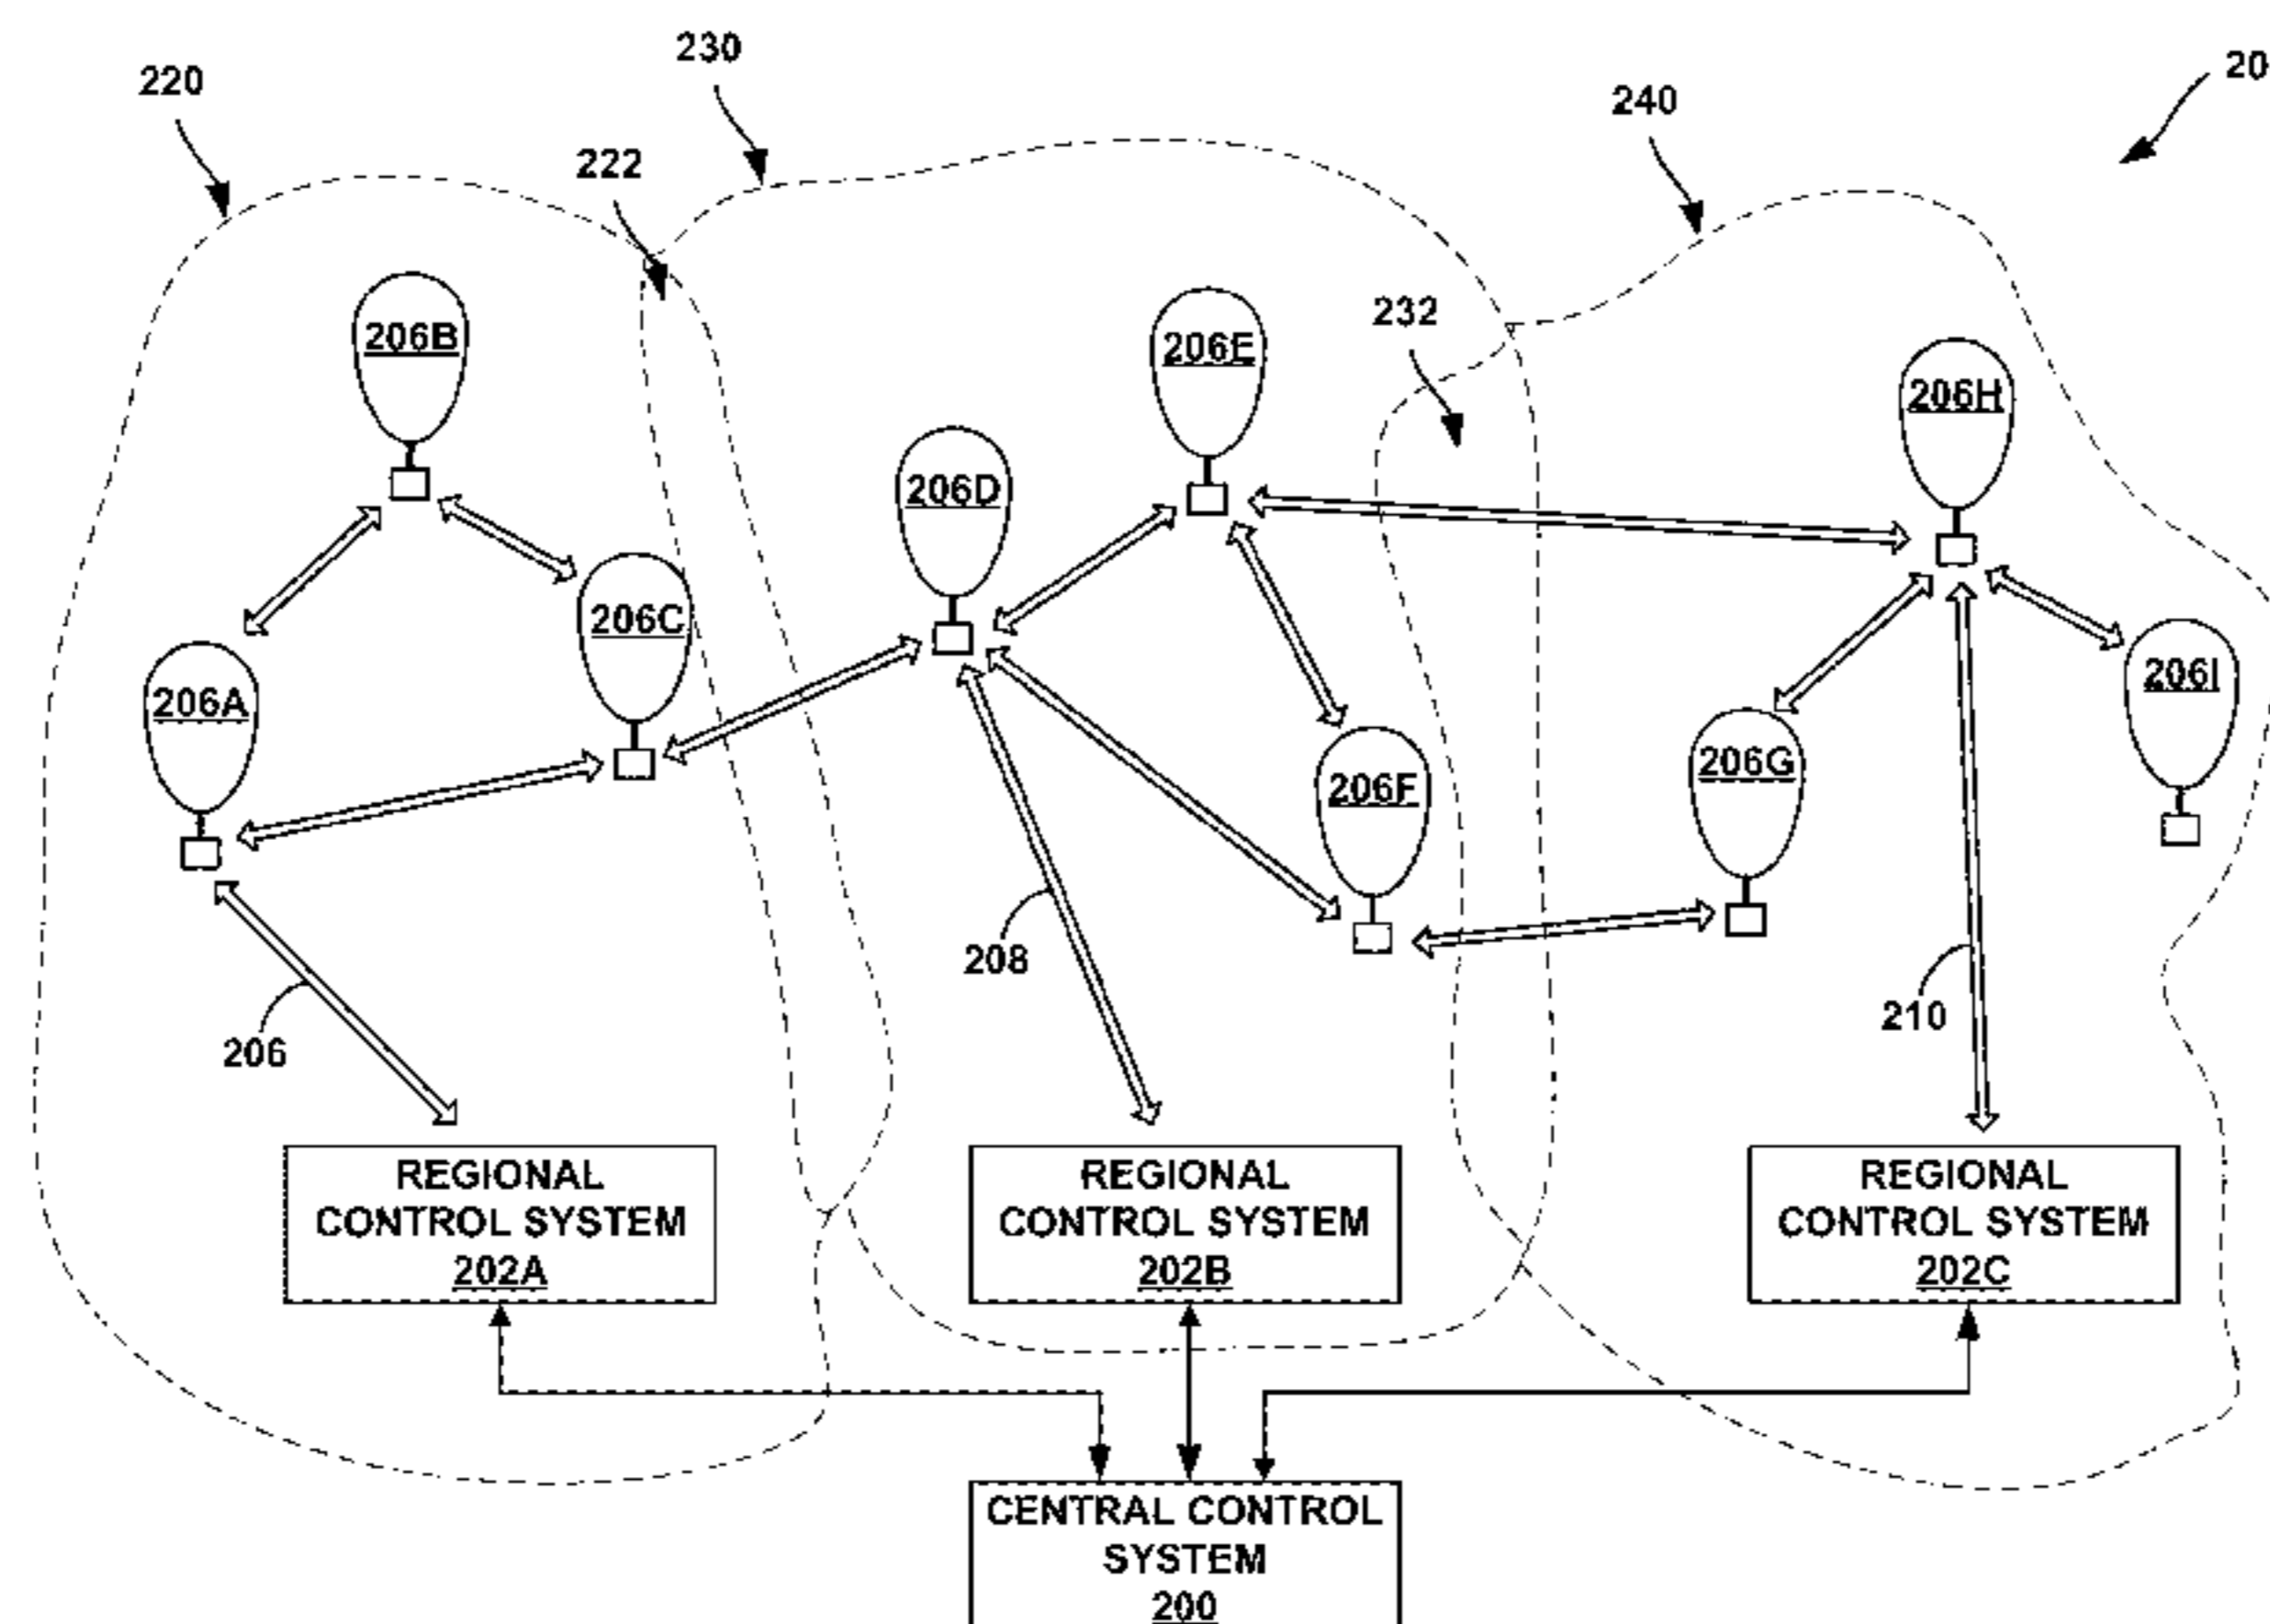 230
20
220
240
222
232
206B
206E
206H
206D
206C
206I
206A
206G
206F
208
210
206
REGIONAL
CONTROL SYSTEM
202A
REGIONAL
CONTROL SYSTEM
202B
REGIONAL
CONTROL SYSTEM
202C
CENTRAL CONTROL
SYSTEM
200